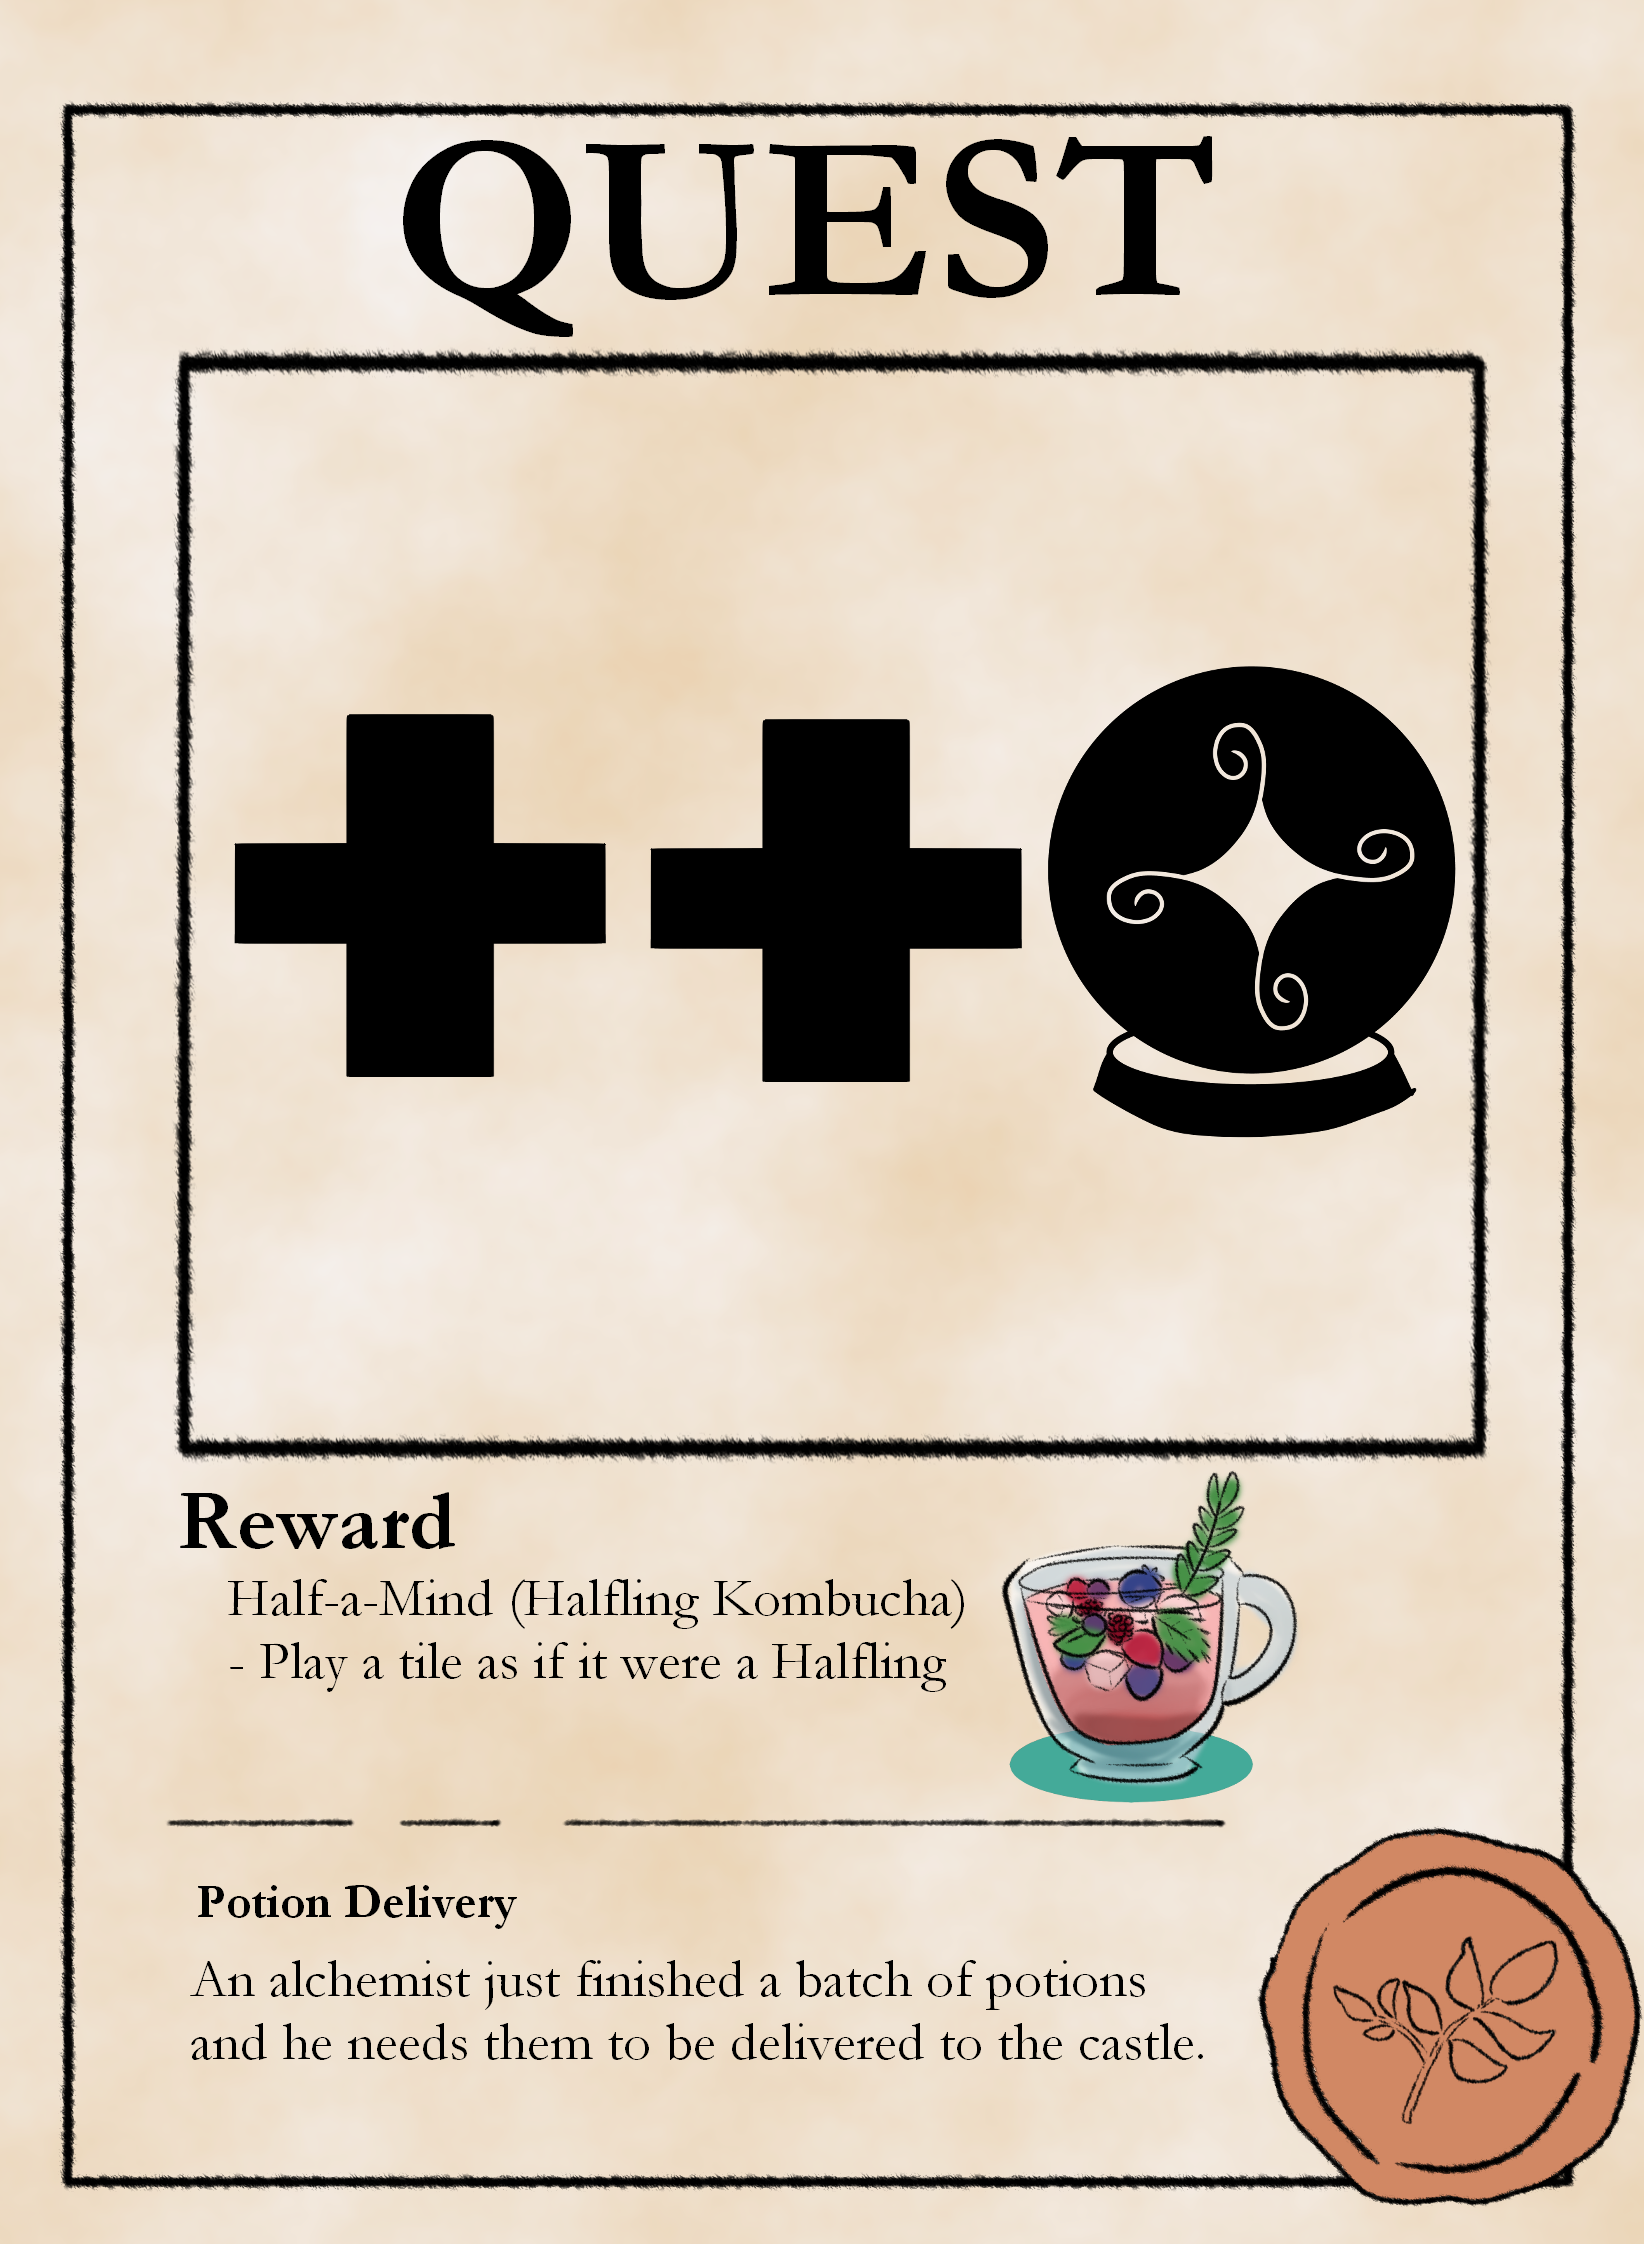 QUEST
Reward
Half-a-Mind (Halfling Kombucha)
- Play a tile as if it were a Halfling
Potion Delivery
An alchemist just finished a batch of potions
and he needs them to be delivered to the castle.